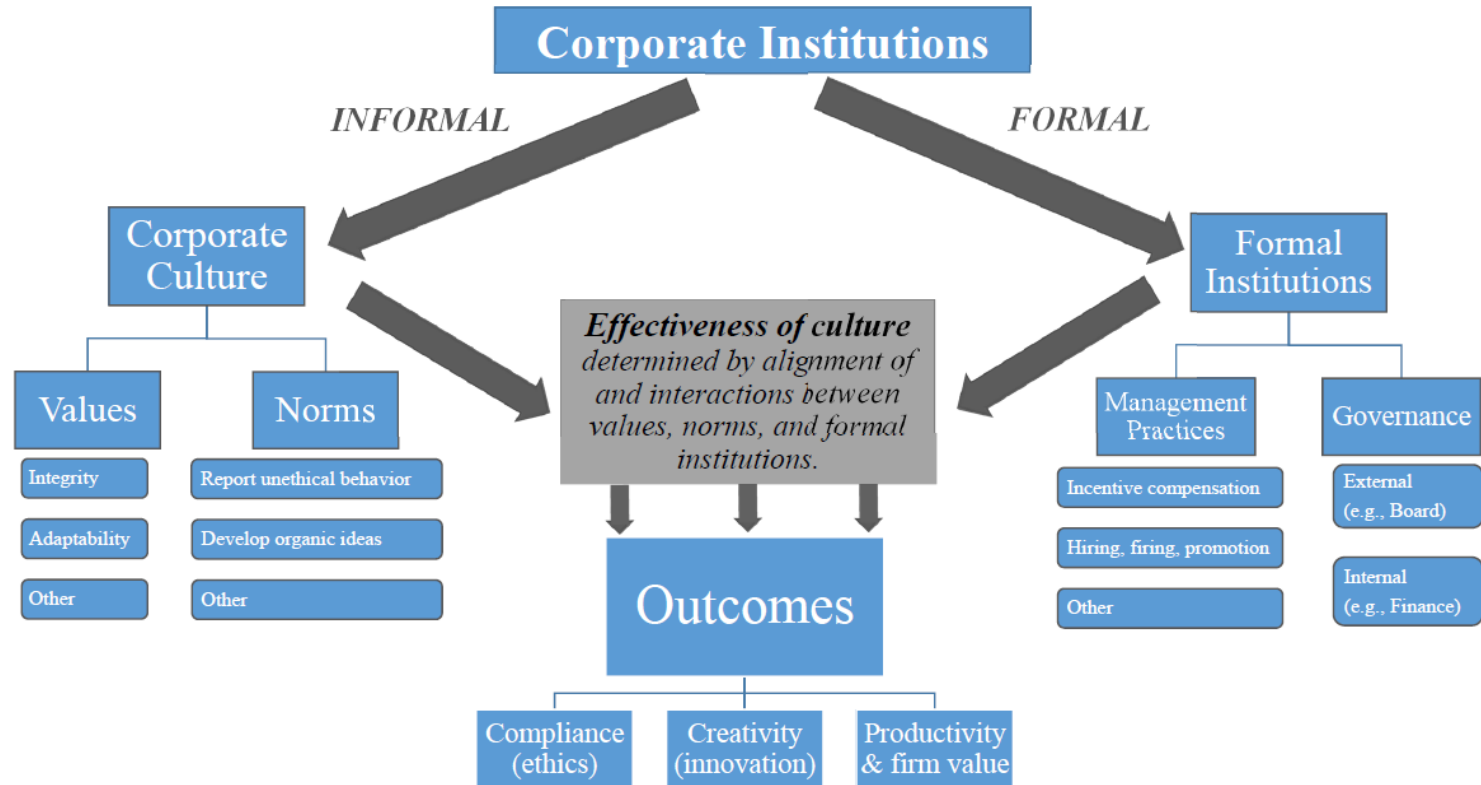 Corporate Institutions
INFORMAL
FORMAL
Corporate
Culture
Formal
Institutions
Effectiveness of culture
determined by alignment of
and interactions between
values, norms, and formal
institutions.
Values
Norms
Management
Practices
Governance
Integrity
Adaptability
Other
Report unethical behavior
Develop organic ideas
Other
Incentive compensation
Hiring, firing, promotion
Other
External
(e.g., Board)
Internal
(e.g., Finance)
Outcomes
Compliance
(ethics)
Creativity
(innovation)
Productivity
& firm value